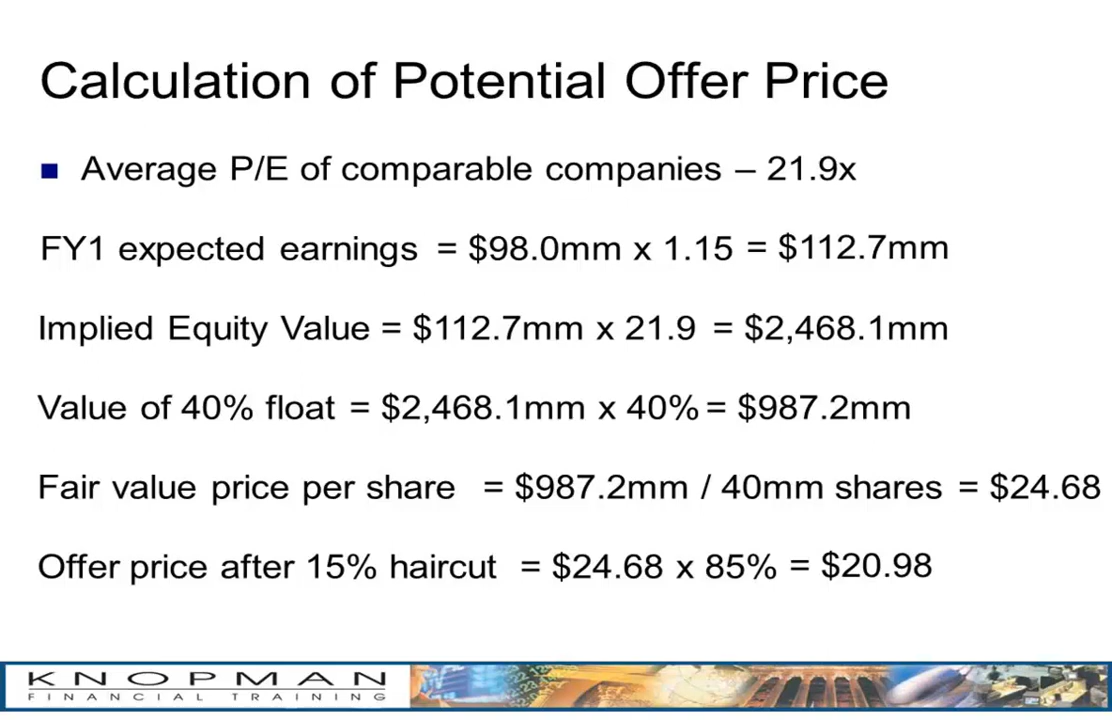 Calculation of Potential Offer Price
Average P/E of comparable companies – 21.9x
FY1 expected earnings = $98.0mm x 1.15 = $112.7mm
Implied Equity Value = $112.7mm x 21.9 = $2,468.1mm
Value of 40% float = $2,468.1mm x 40% = $987.2mm
Fair value price per share = $987.2mm / 40mm shares = $24.68
Offer price after 15% haircut = $24.68 x 85% = $20.98
KNOPMAN
FINANCIAL TRAINING